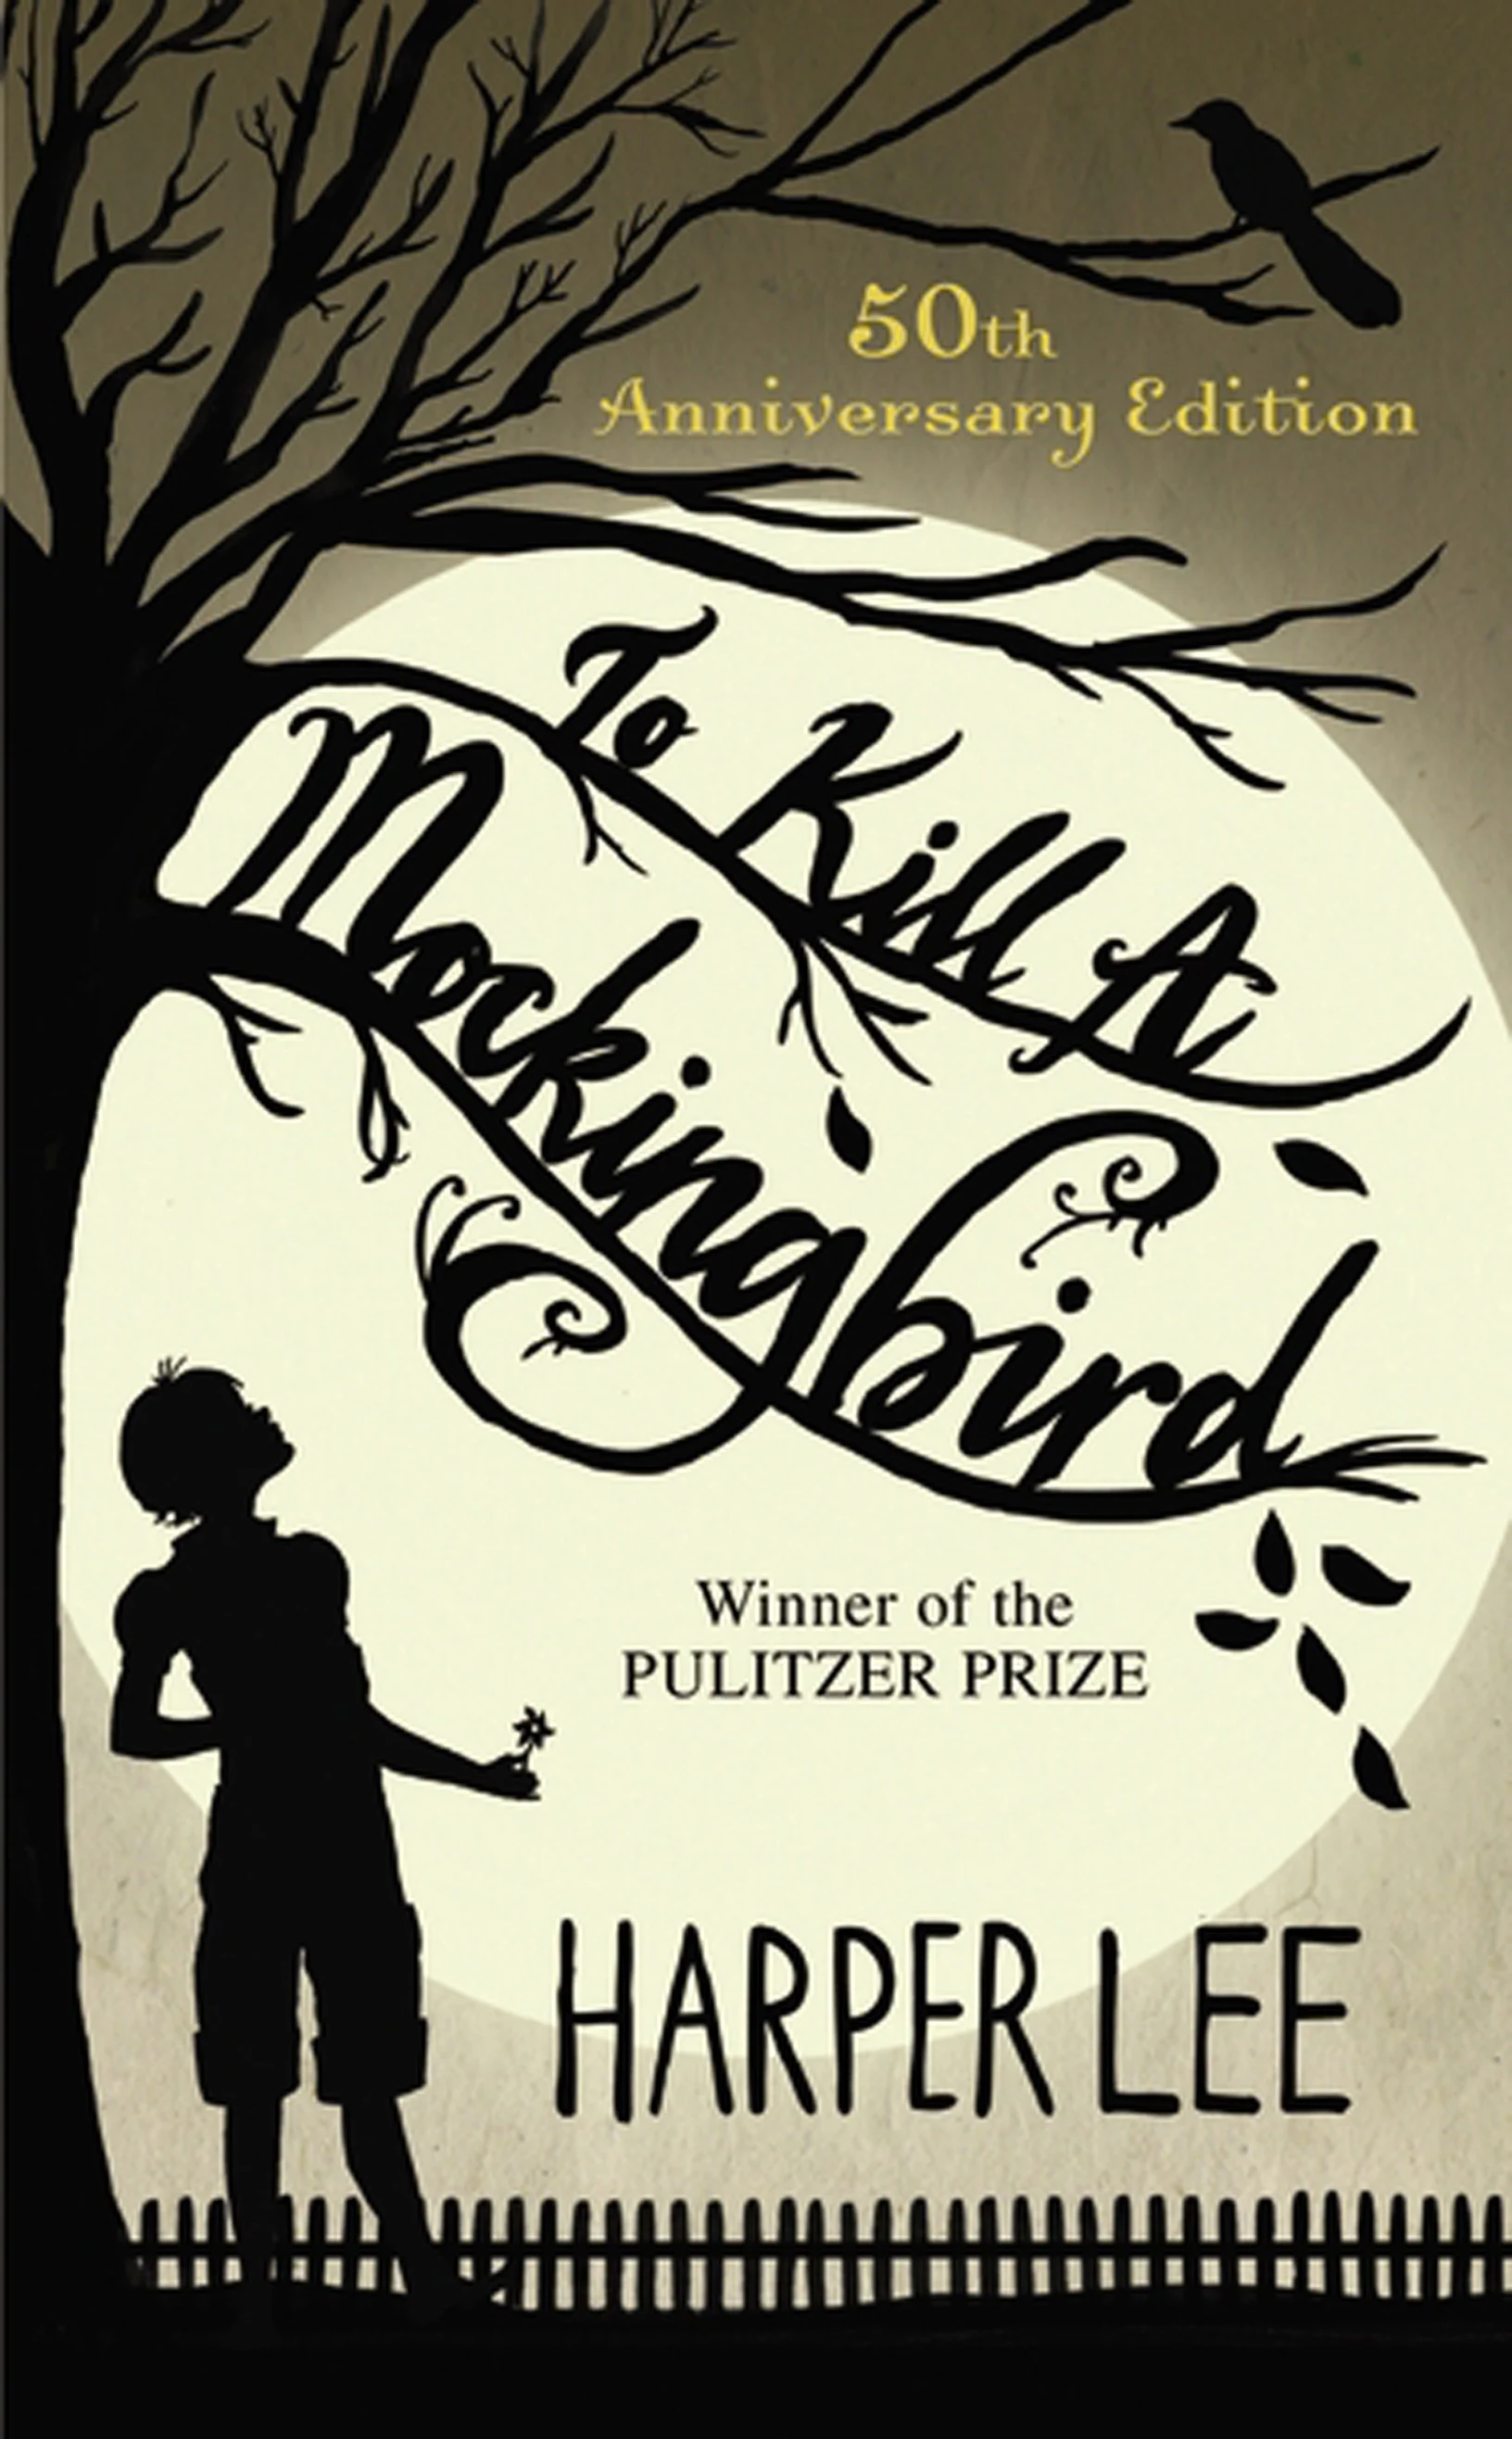 50th
Anniversary Edition
To Kill A
Mockingbird
Winner of the
PULITZER PRIZE
HARPER LEE